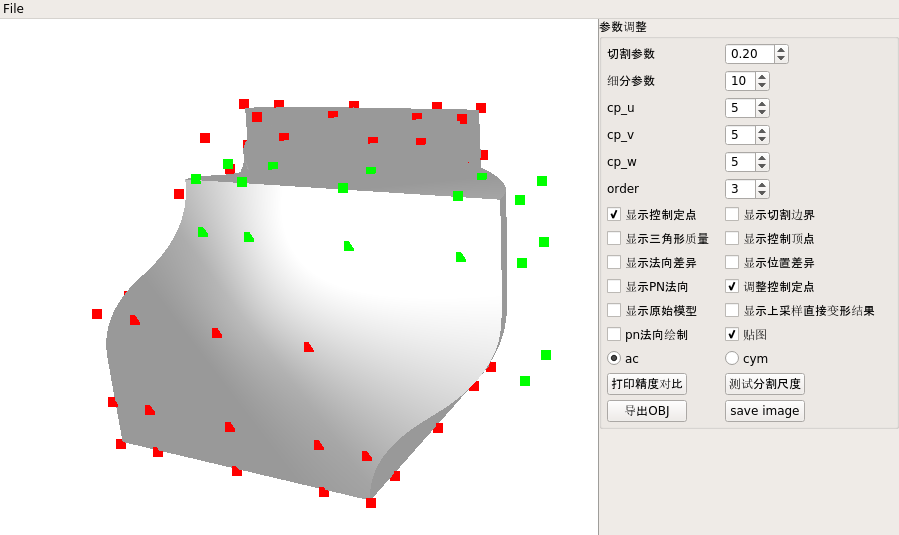 File
参数调整
切割参数 0.20
细分参数 10
cp_u 5
cp_v 5
cp_w 5
order 3
显示控制定点 显示切割边界
显示三角形质量 显示控制顶点
显示法向差异 显示位置差异
显示PN法向 调整控制定点
显示原始模型 显示上采样直接变形结果
pn法向绘制 贴图
ac cym
打印精度对比 测试分割尺度
导出OBJ save image